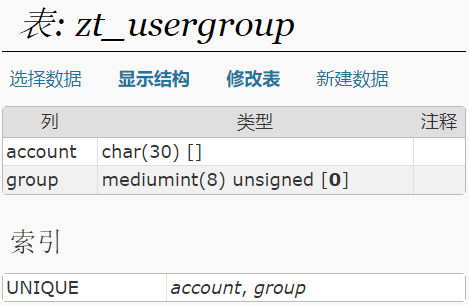 表: zt_usergroup
选择数据 显示结构 修改表 新建数据
列 类型 注释
account char(30) []
group mediumint(8) unsigned [0]
索引
UNIQUE account, group